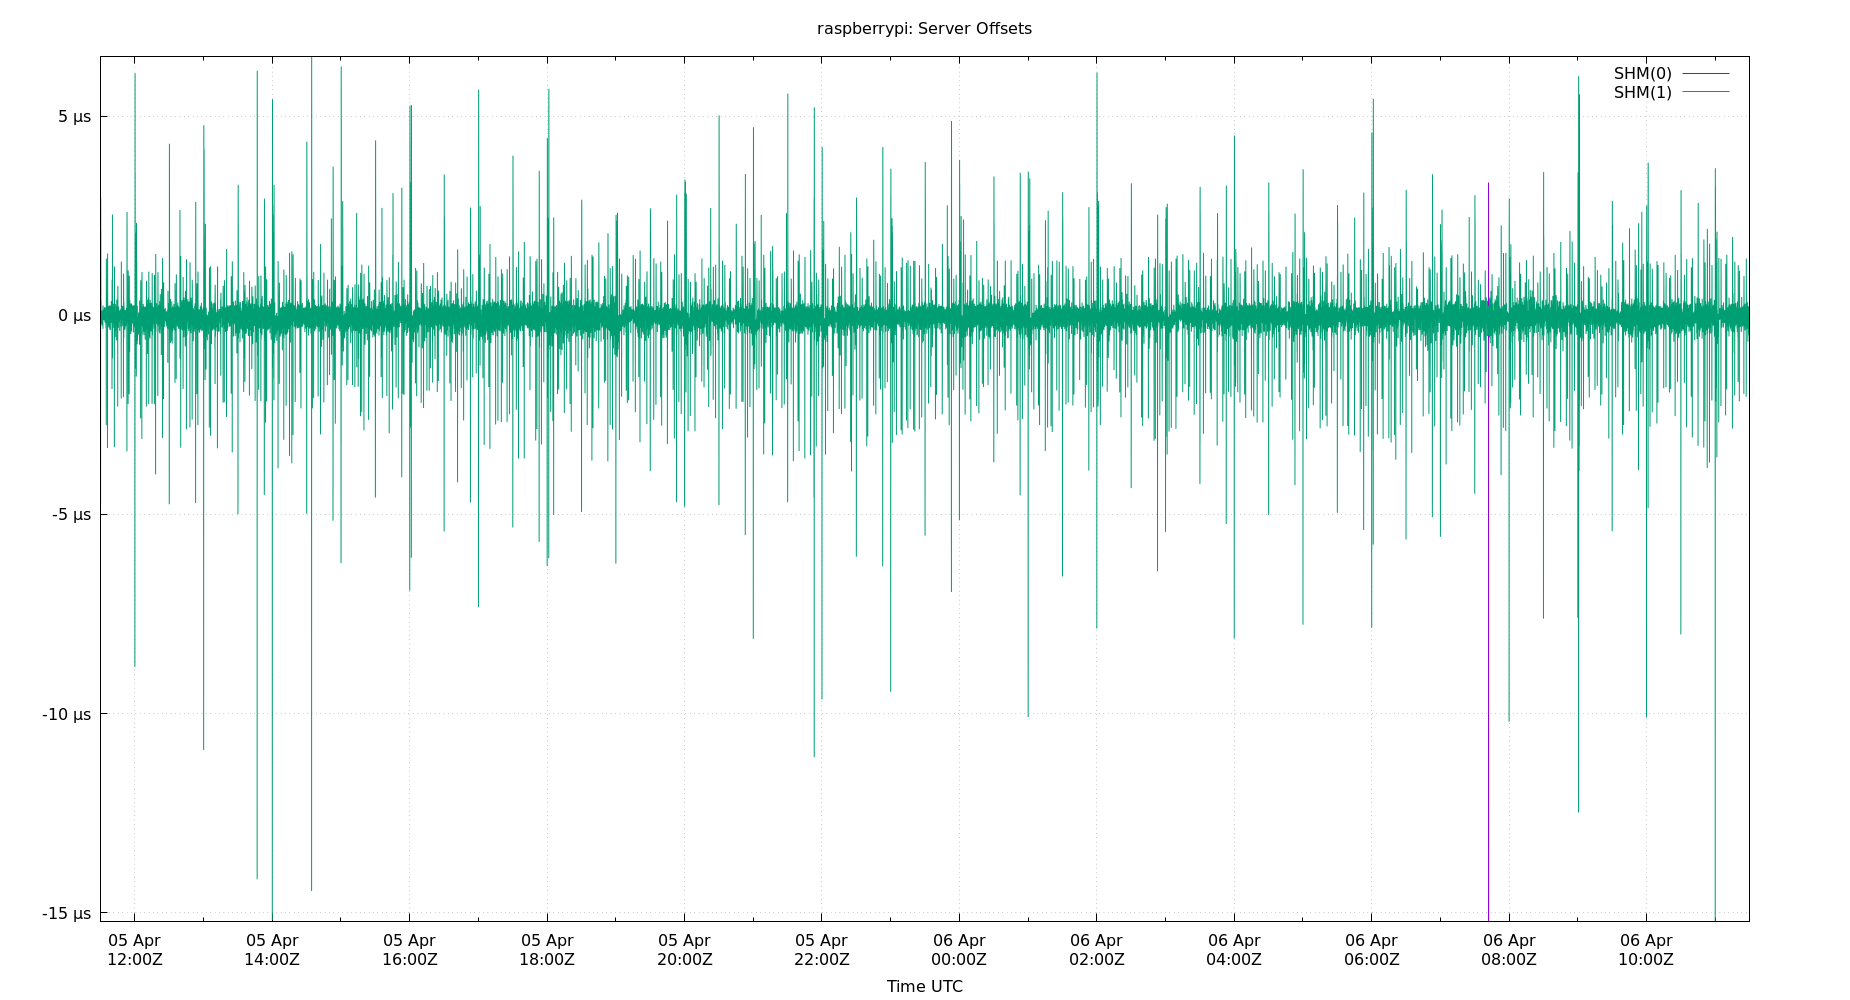 raspberrypi: Server Offsets
SHM(0)
SHM(1)
5 µs
0 µs
-5 µs
-10 µs
-15 µs
05 Apr 05 Apr 05 Apr 05 Apr 05 Apr 05 Apr 06 Apr 06 Apr 06 Apr 06 Apr 06 Apr 06 Apr
12:00Z 14:00Z 16:00Z 18:00Z 20:00Z 22:00Z 00:00Z 02:00Z 04:00Z 06:00Z 08:00Z 10:00Z
Time UTC